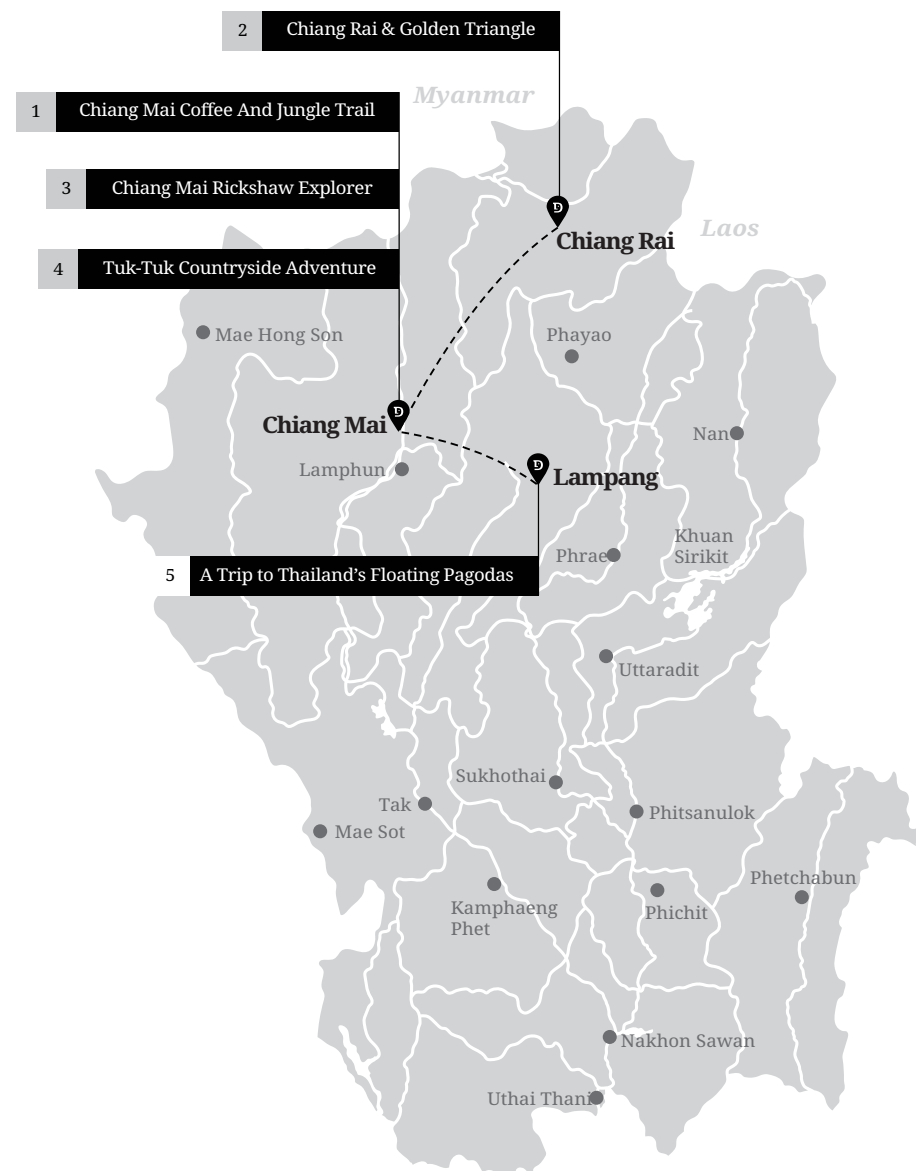 2
Chiang Rai & Golden Triangle
Myanmar
1
Chiang Mai Coffee And Jungle Trail
3
Chiang Mai Rickshaw Explorer
Chiang Rai
Laos
4
Tuk-Tuk Countryside Adventure
Mae Hong Son
Phayao
Chiang Mai
Nan
Lamphun
Lampang
Khuan
Sirikit
Phrae
5
A Trip to Thailand’s Floating Pagodas
Uttaradit
Sukhothai
Tak
Phitsanulok
Mae Sot
Phetchabun
Kamphaeng
Phet
Phichit
Nakhon Sawan
Uthai Thani